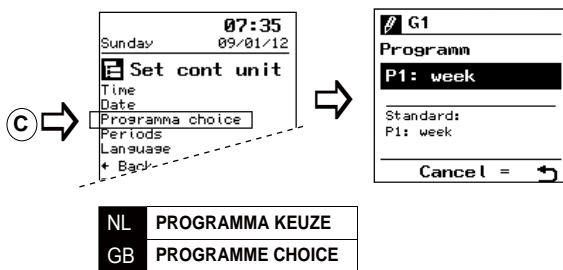 07:35
Sunday 09/01/12
Set cont unit
Time
Date
Programma choice
Periods
Language
← Back
C
G1
Programm
P1: week
Standard:
P1: week
Cancel =
NL PROGRAMMA KEUZE
GB PROGRAMME CHOICE